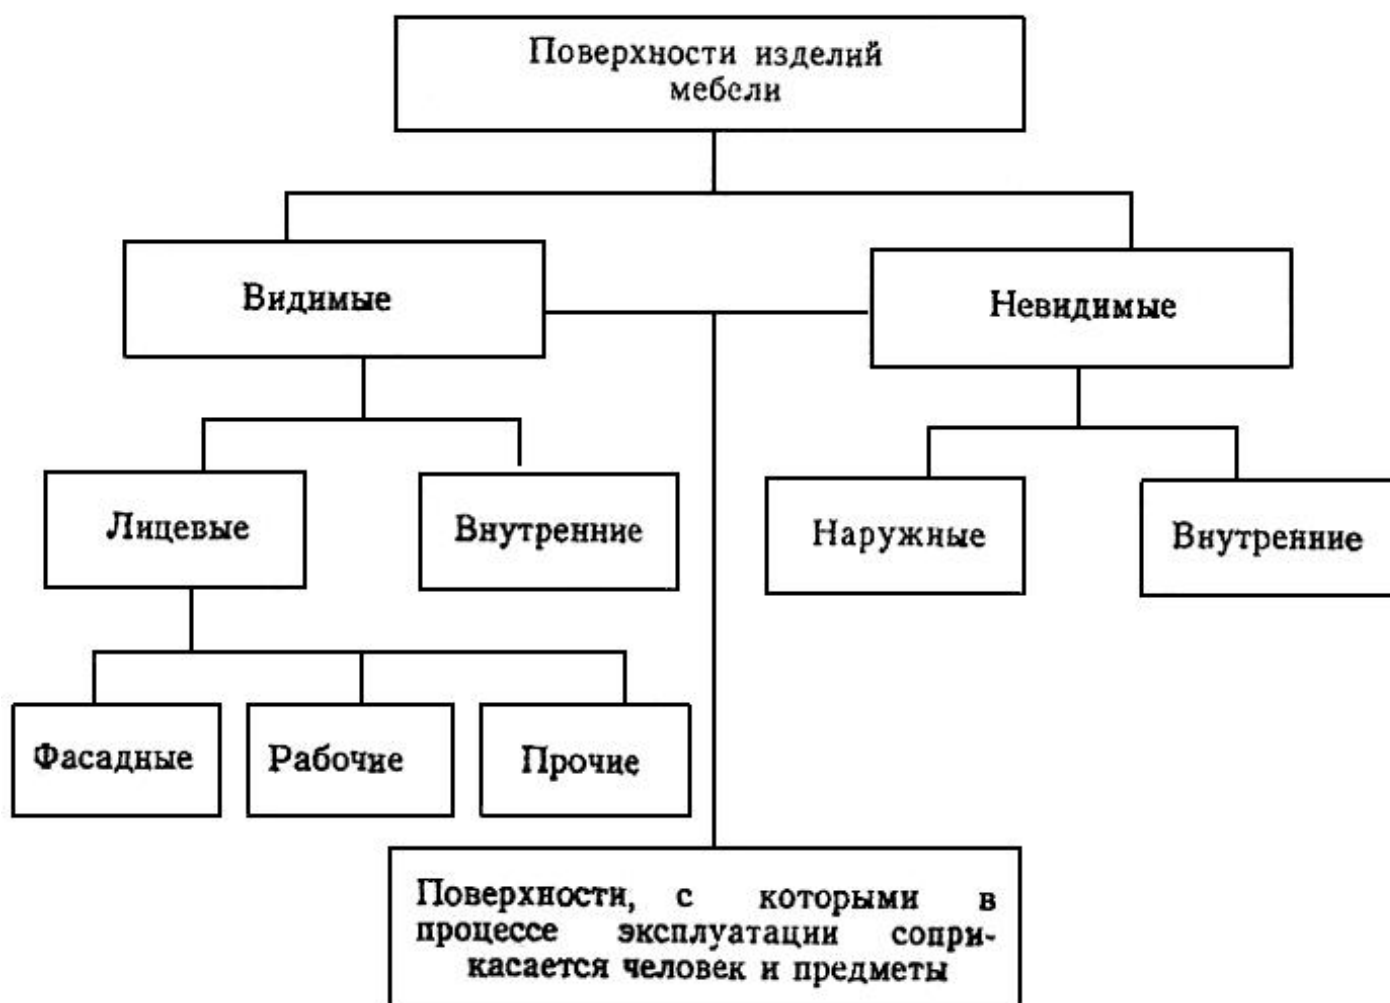 Поверхности изделий
мебели
Видимые
Невидимые
Лицевые
Внутренние
Наружные
Внутренние
Фасадные
Рабочие
Прочие
Поверхности, с которыми в
процессе эксплуатации сопри-
касается человек и предметы